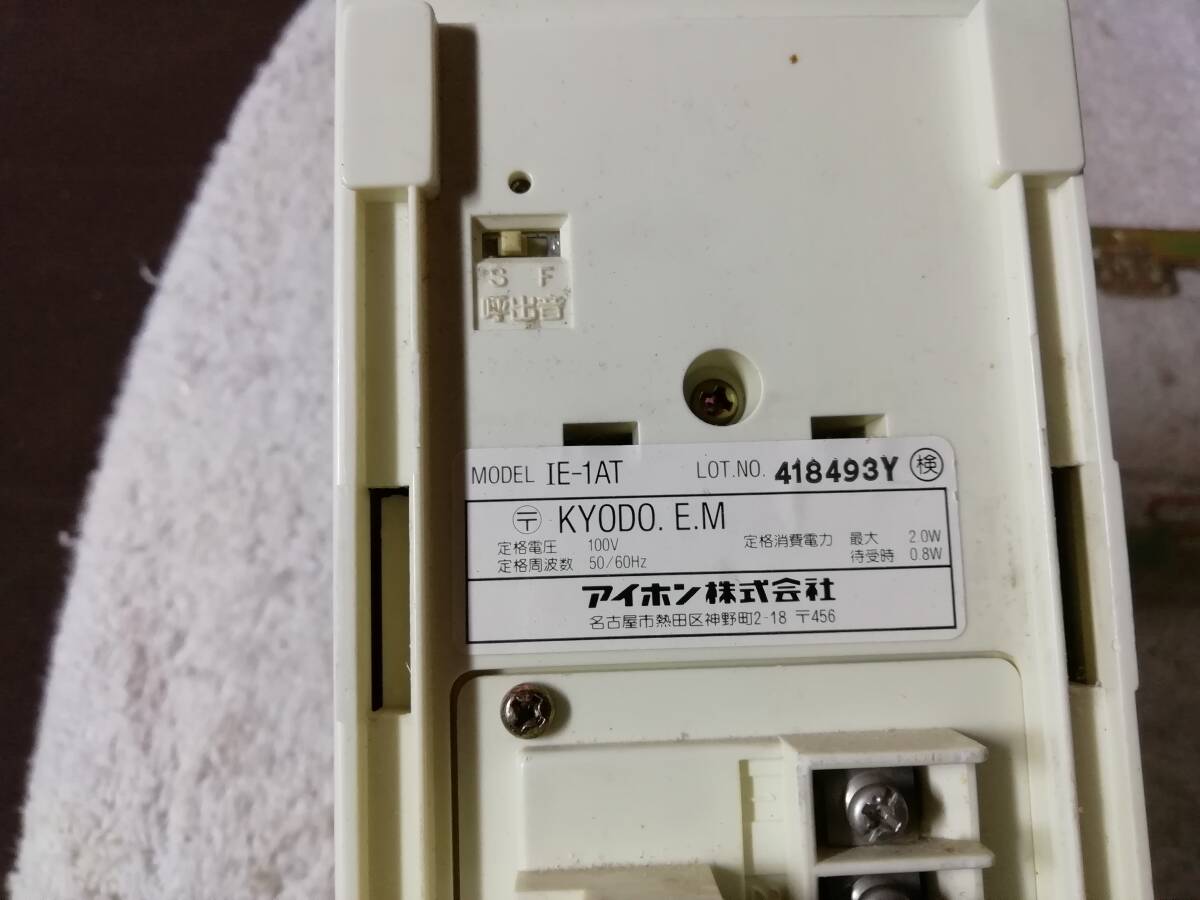 S F
呼出音
MODEL IE-1AT LOT.NO. 418493Y 検
〒 KYODO. E.M
定格電圧 100V 定格消費電力 最大 2.0W
定格周波数 50/60Hz 待受時 0.8W
アイホン株式会社
名古屋市熱田区神野町2-18 〒456